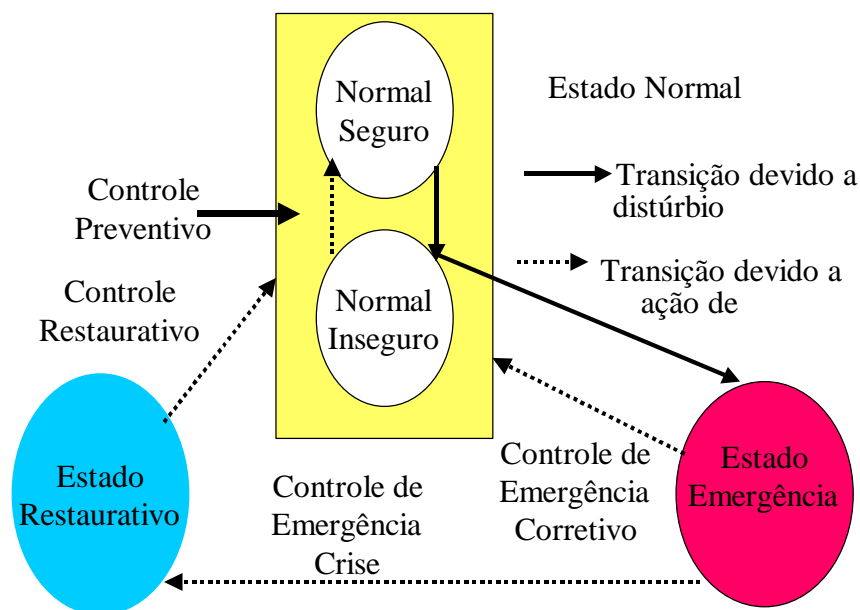 Normal
Seguro
Estado Normal
Controle
Preventivo
Transição devido a
distúrbio
Controle
Restaurativo
Normal
Inseguro
Transição devido a
ação de
Estado
Restaurativo
Controle de
Emergência
Crise
Controle de
Emergência
Corretivo
Estado
Emergência